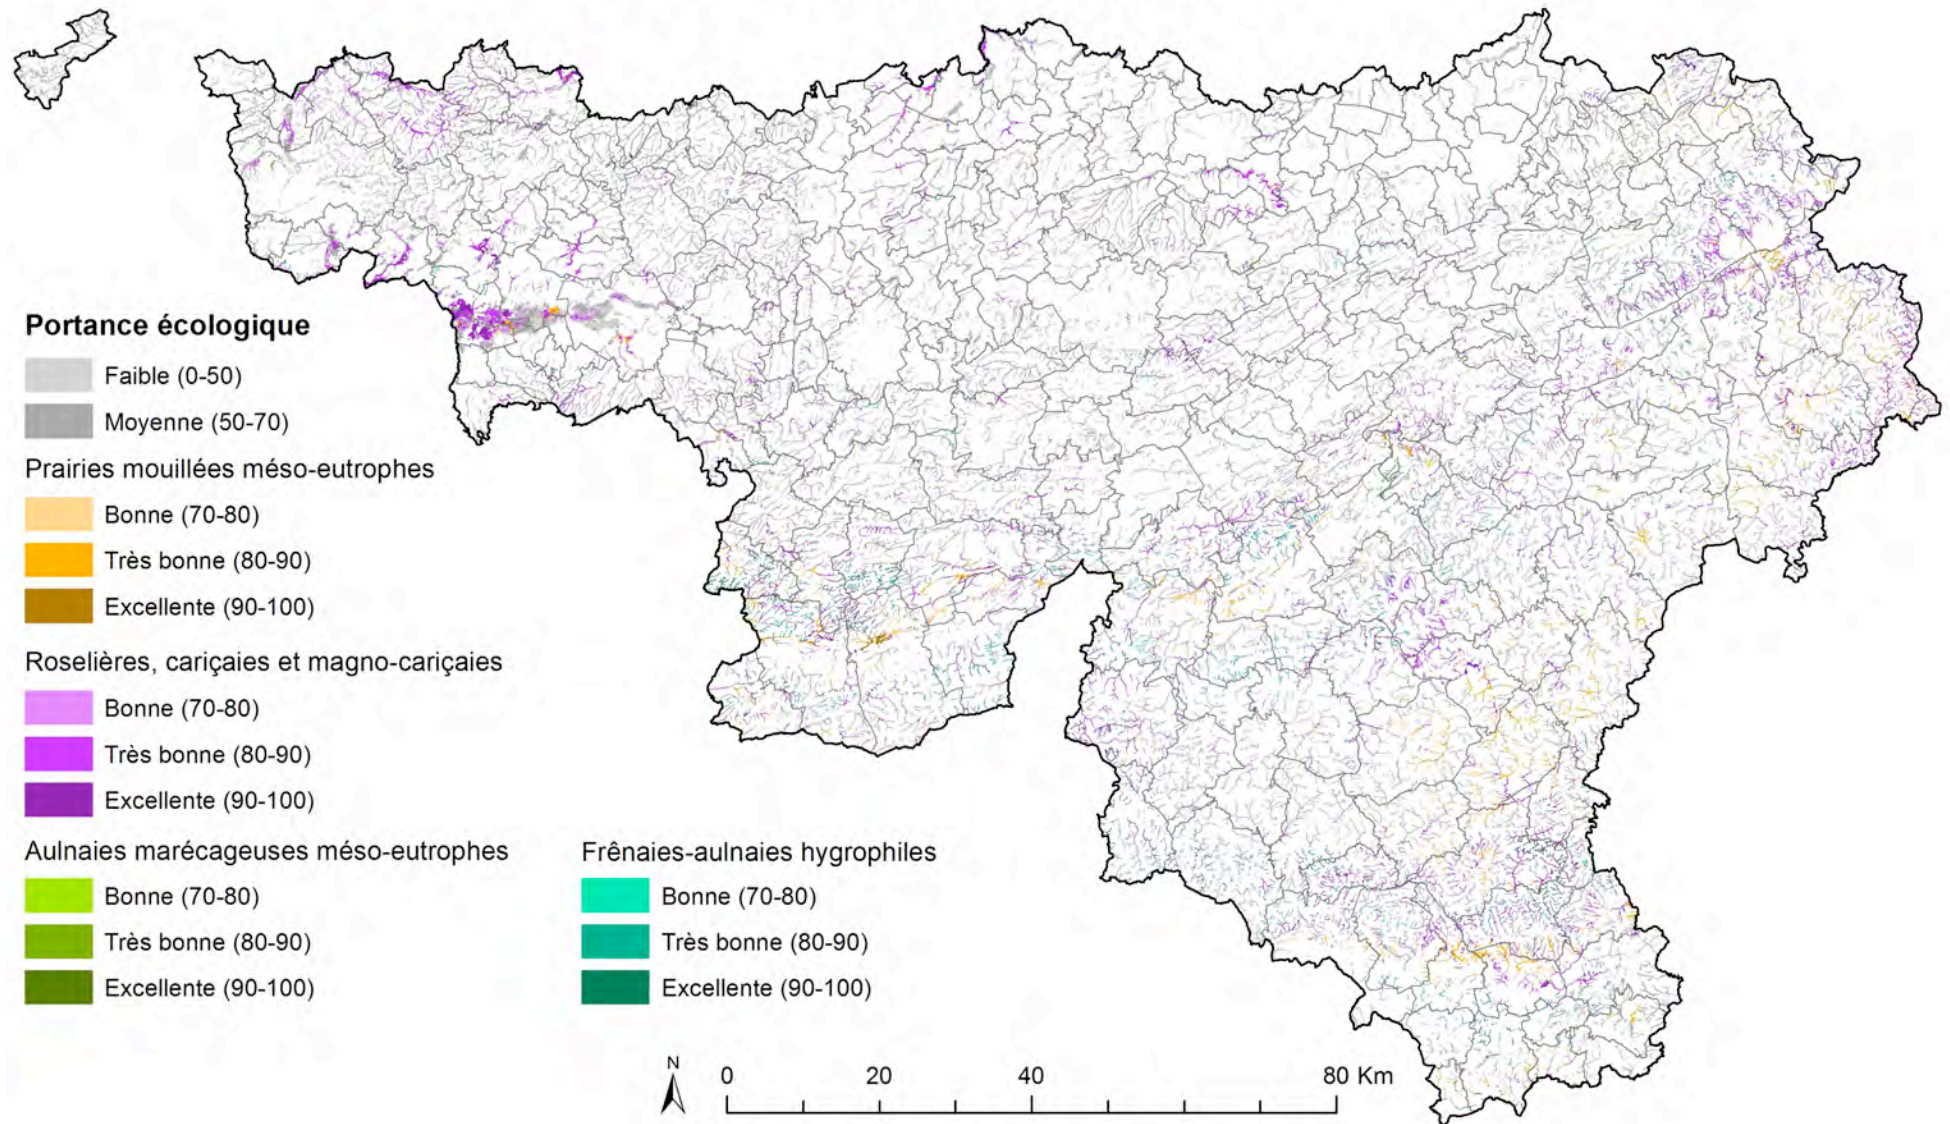 Portance écologique
Faible (0-50)
Moyenne (50-70)
Prairies mouillées méso-eutrophes
Bonne (70-80)
Très bonne (80-90)
Excellente (90-100)
Roselières, cariçaies et magno-cariçaies
Bonne (70-80)
Très bonne (80-90)
Excellente (90-100)
Aulnaies marécageuses méso-eutrophes
Bonne (70-80)
Très bonne (80-90)
Excellente (90-100)
Frênaies-aulnaies hygrophiles
Bonne (70-80)
Très bonne (80-90)
Excellente (90-100)
N
0 20 40 80 Km